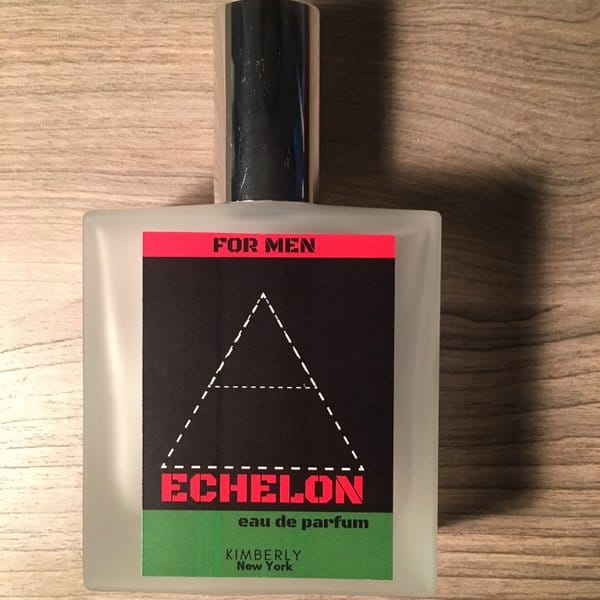 FOR MEN
ECHELON
eau de parfum
KIMBERLY
New York